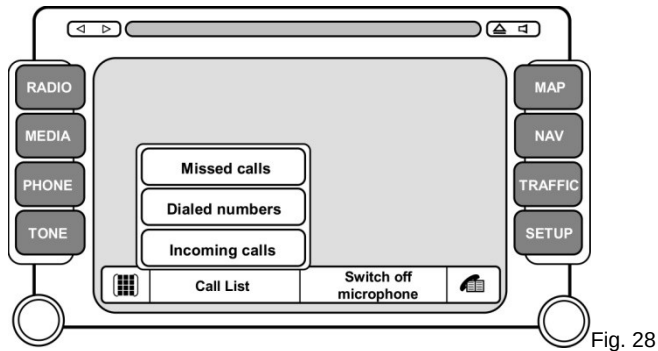 RADIO
MEDIA
PHONE
TONE
MAP
NAV
TRAFFIC
SETUP
Missed calls
Dialed numbers
Incoming calls
Call List
Switch off
microphone
Fig. 28